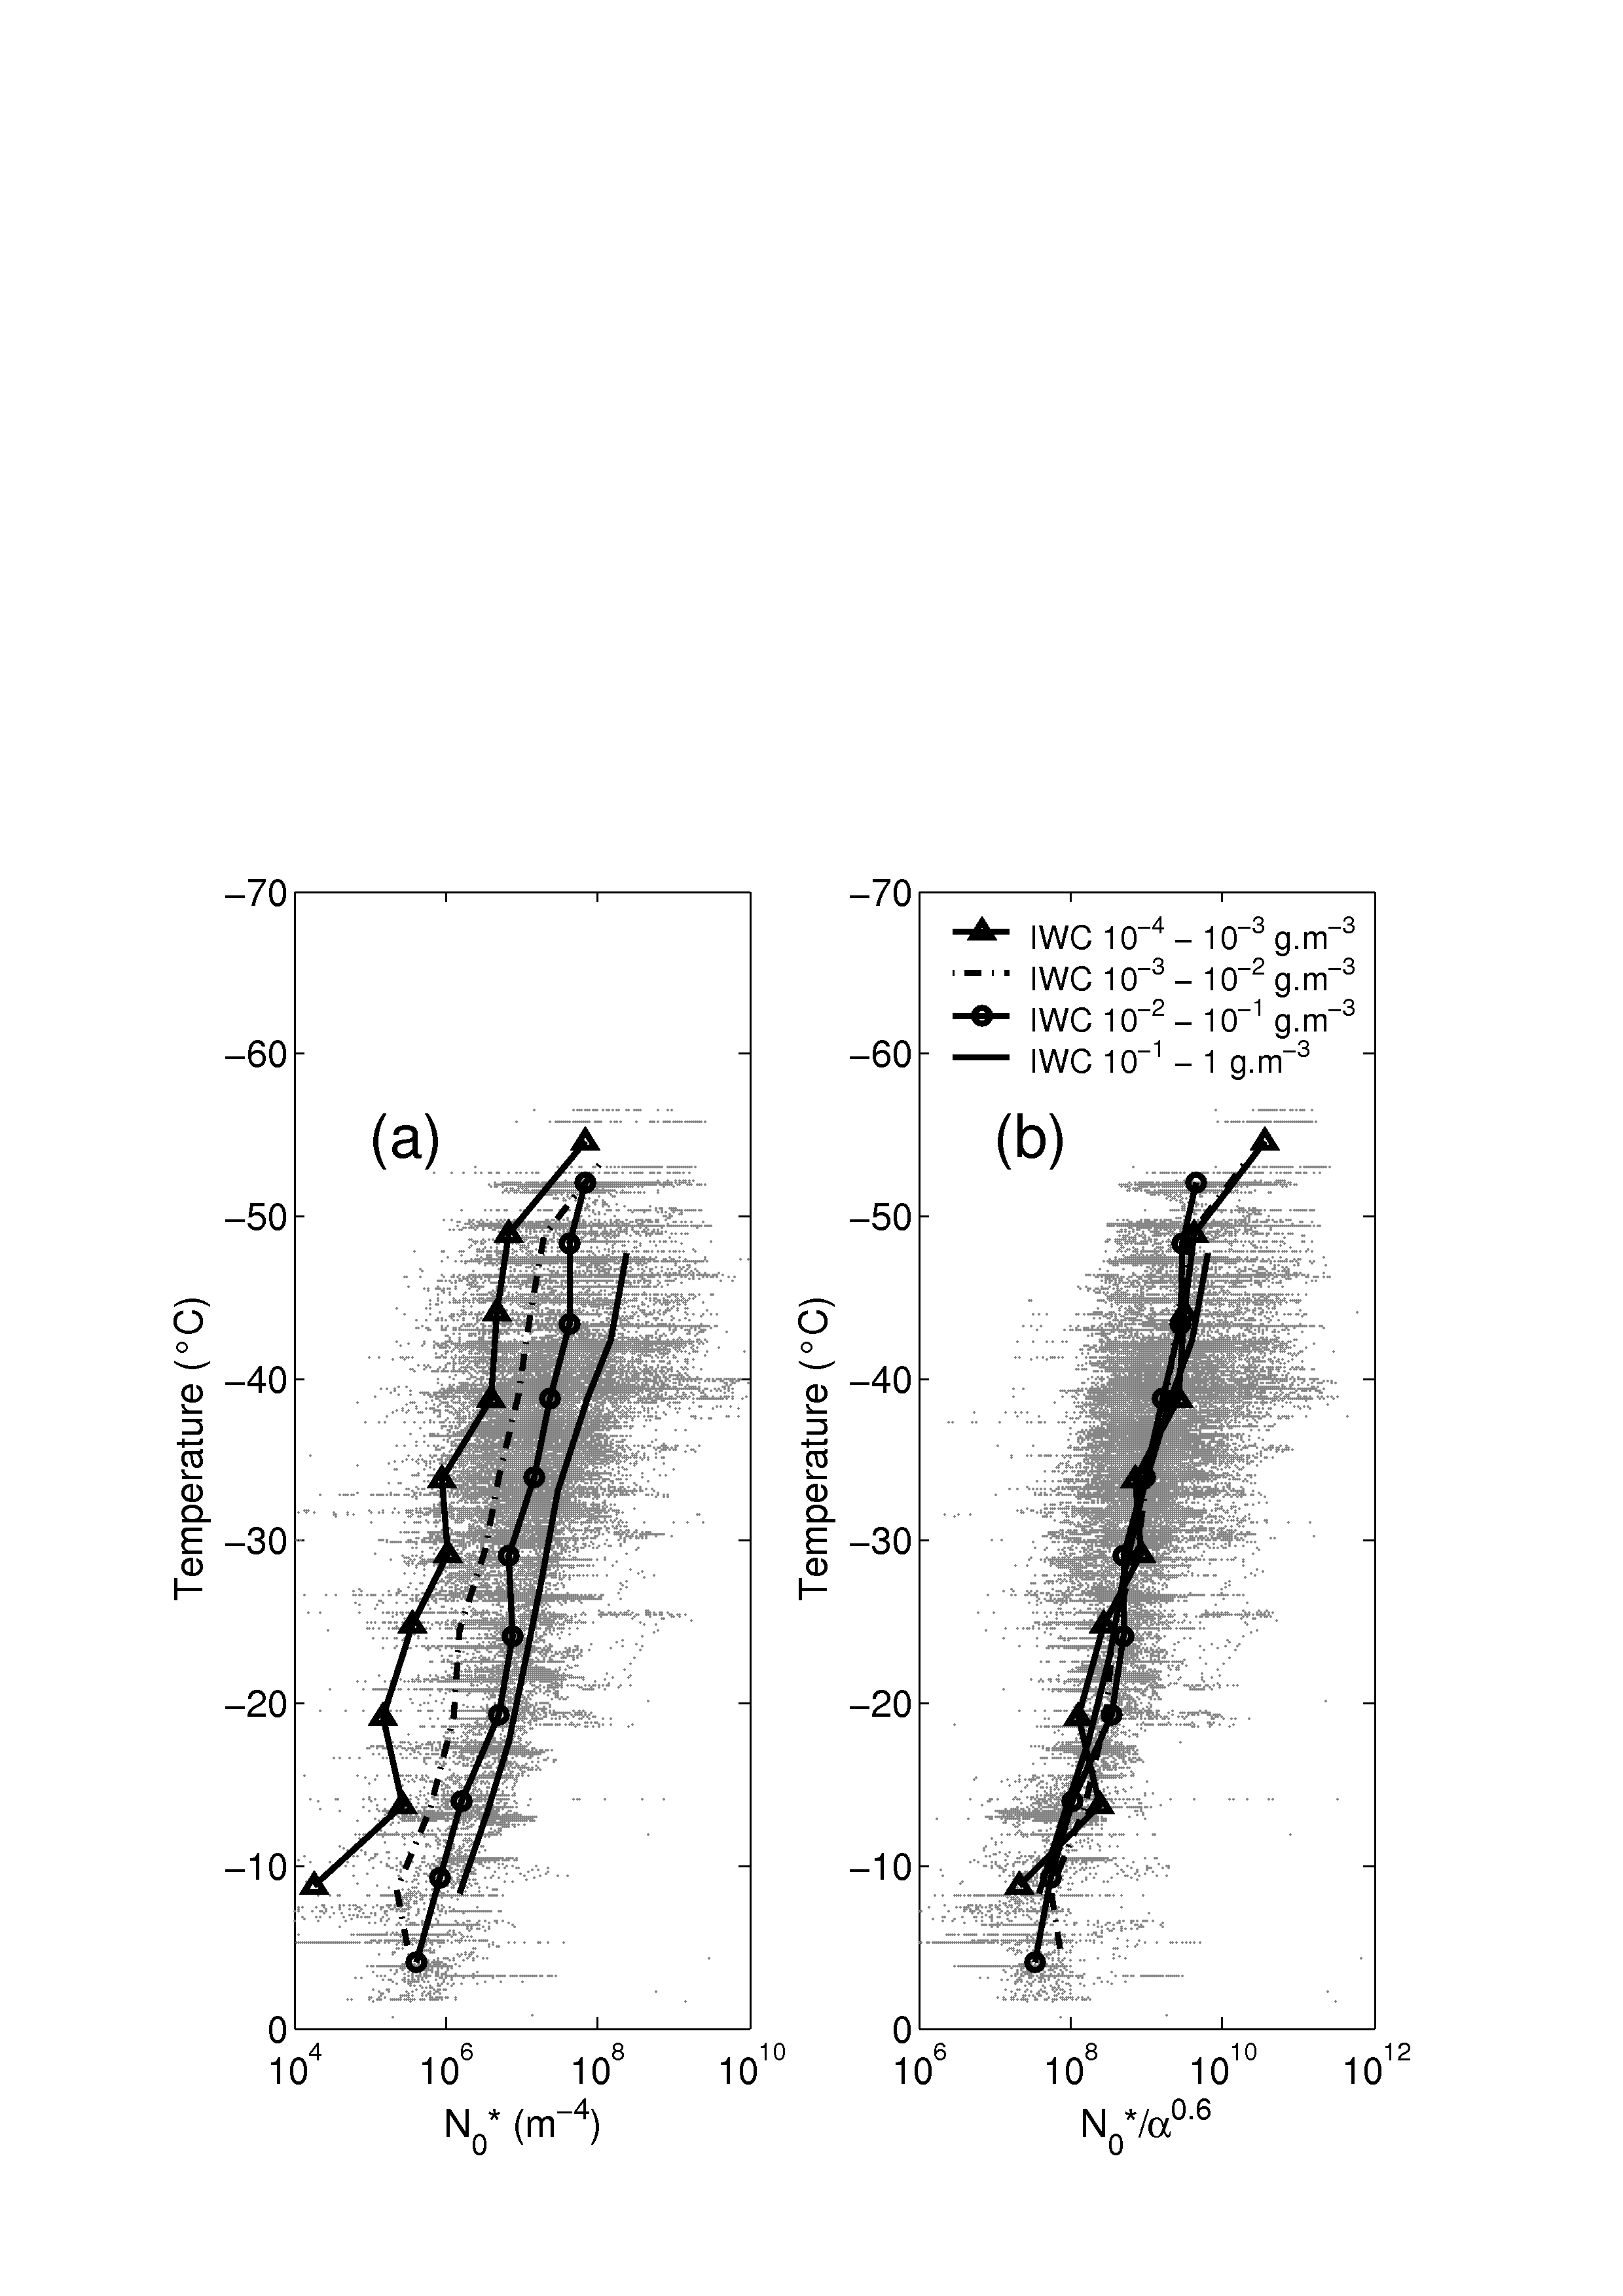 −70
−60
−50
−40
−30
−20
−10
0
Temperature (°C)
(a)
10^4 10^6 10^8 10^10
N_0* (m^−4)
−70
−60
−50
−40
−30
−20
−10
0
Temperature (°C)
IWC 10^−4 − 10^−3 g.m^−3
IWC 10^−3 − 10^−2 g.m^−3
IWC 10^−2 − 10^−1 g.m^−3
IWC 10^−1 − 1 g.m^−3
(b)
10^6 10^8 10^10 10^12
N_0*/α^0.6